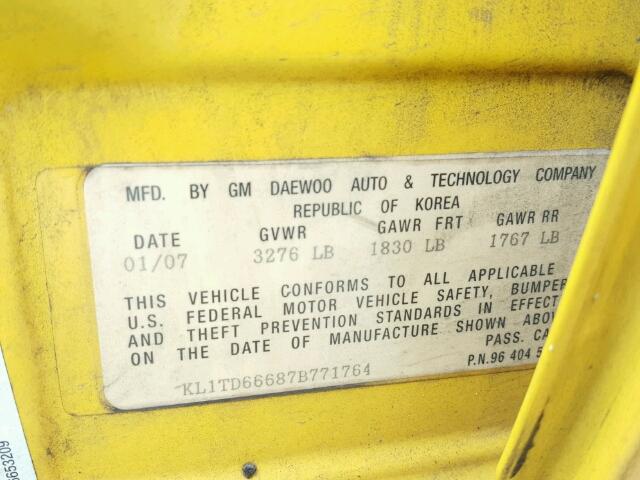 MFD. BY GM DAEWOO AUTO & TECHNOLOGY COMPANY
REPUBLIC OF KOREA
DATE GVWR GAWR FRT GAWR RR
01/07 3276 LB 1830 LB 1767 LB
THIS VEHICLE CONFORMS TO ALL APPLICABLE
U.S. FEDERAL MOTOR VEHICLE SAFETY, BUMPER
AND THEFT PREVENTION STANDARDS IN EFFECT
ON THE DATE OF MANUFACTURE SHOWN ABOV
PASS. CA
P.N.96 404 5
KL1TD66687B771764
653209